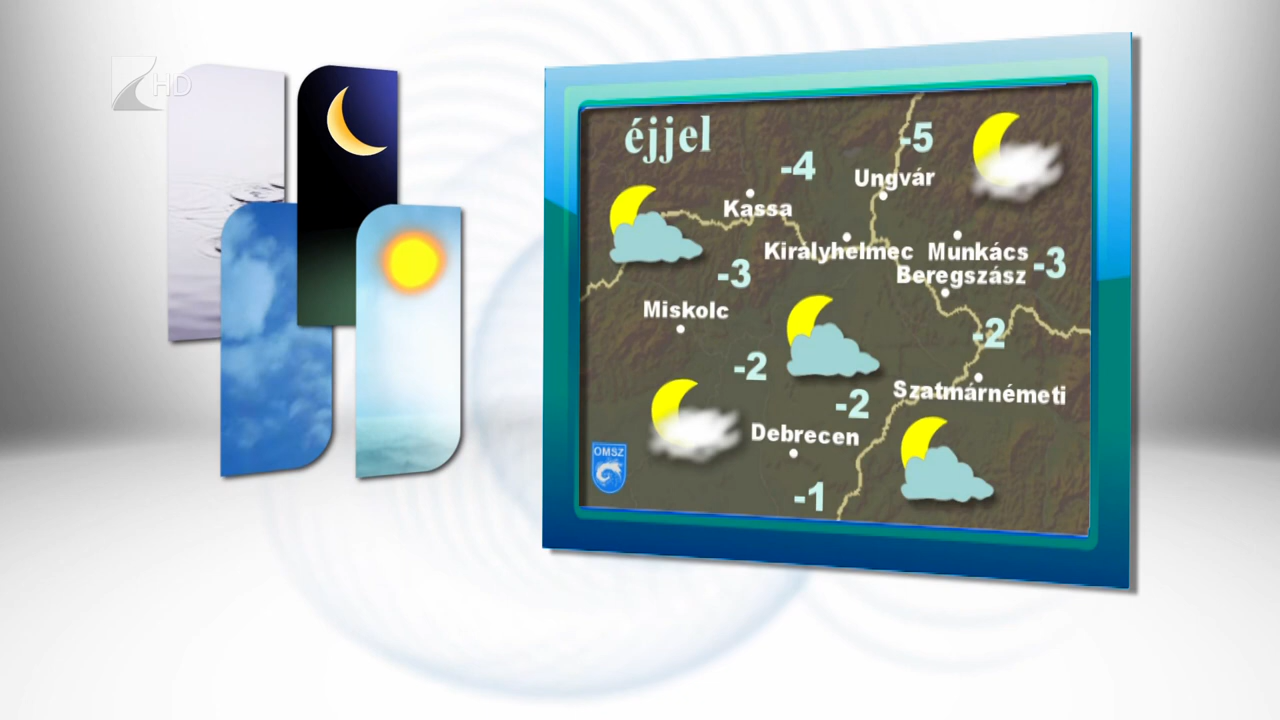 HD
éjjel
-5
-4
Ungvár
Kassa
Királyhelmec
Munkács
-3
Beregszász
-3
Miskolc
-2
-2
Szatmárnémeti
-2
Debrecen
OMSZ
-1